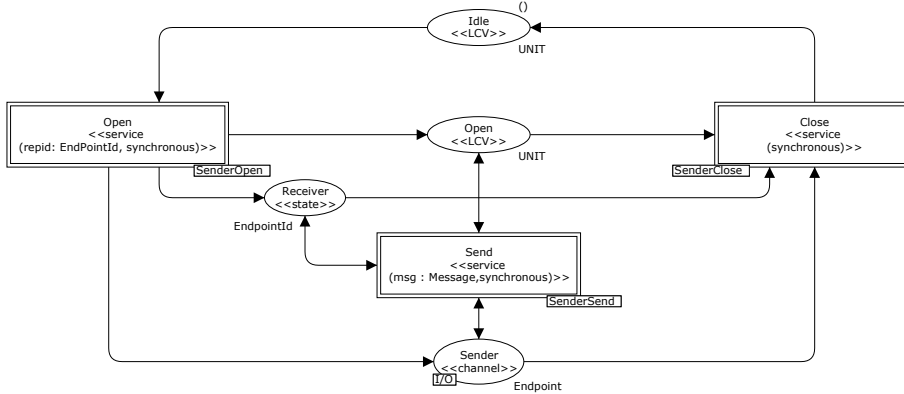 ()
Idle
<<LCV>>
UNIT
Open
<<service
(repid: EndPointId, synchronous)>>
SenderOpen
Open
<<LCV>>
UNIT
Close
<<service
(synchronous)>>
SenderClose
Receiver
<<state>>
EndpointId
Send
<<service
(msg : Message,synchronous)>>
SenderSend
Sender
<<channel>>
I/O
Endpoint